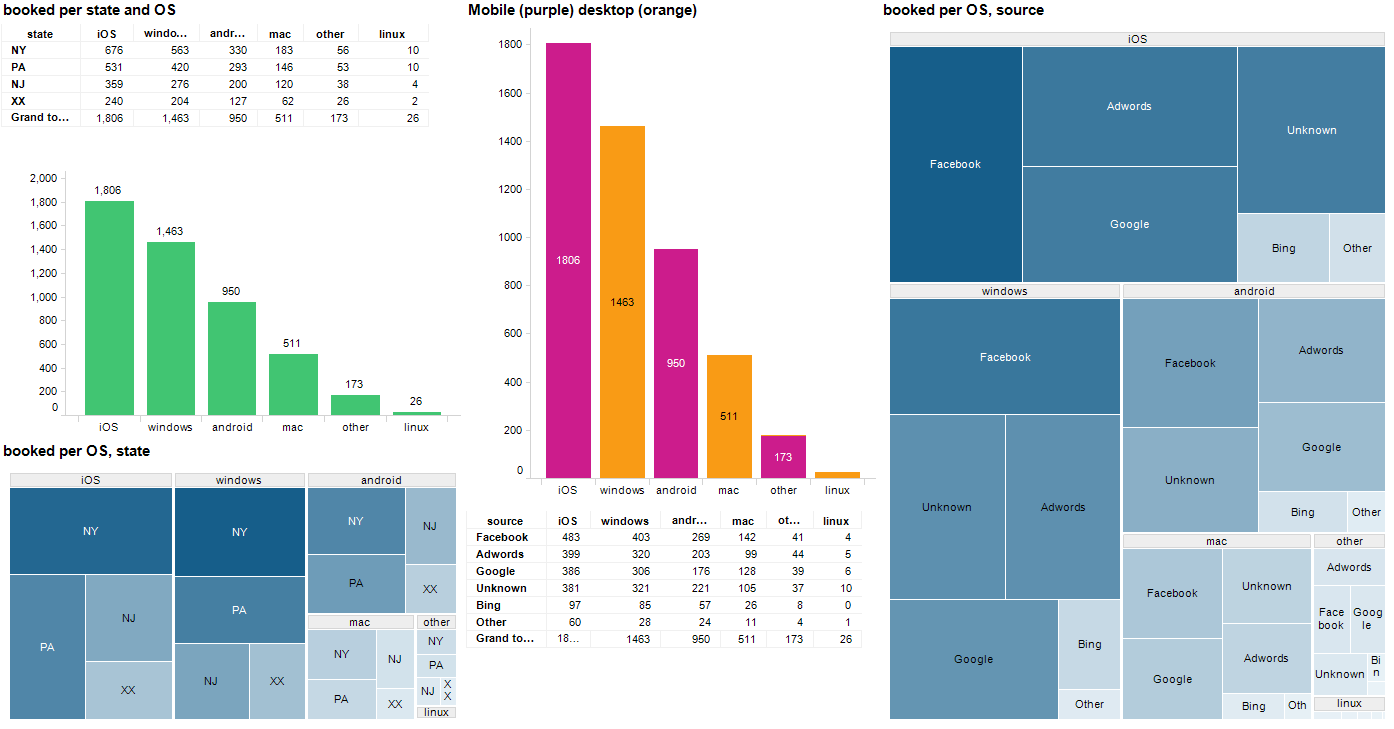 booked per state and OS
state iOS windo... andr... mac other linux
NY 676 563 330 183 56 10
PA 531 420 293 146 53 10
NJ 359 276 200 120 38 4
XX 240 204 127 62 26 2
Grand to... 1,806 1,463 950 511 173 26
2,000
1,800
1,600
1,400
1,200
1,000
800
600
400
200
0
1,806
1,463
950
511
173
26
iOS windows android mac other linux
booked per OS, state
iOS
NY
PA
NJ
XX
windows
NY
PA
NJ
XX
android
NY
NJ
PA
XX
mac
NY
NJ
PA
XX
other
NY
PA
NJ
X
X
linux
Mobile (purple) desktop (orange)
1800
1600
1400
1200
1000
800
600
400
200
0
1806
1463
950
511
173
iOS windows android mac other linux
source iOS windows andr... mac ot... linux
Facebook 483 403 269 142 41 4
Adwords 399 320 203 99 44 5
Google 386 306 176 128 39 6
Unknown 381 321 221 105 37 10
Bing 97 85 57 26 8 0
Other 60 28 24 11 4 1
Grand to... 18... 1463 950 511 173 26
booked per OS, source
iOS
Facebook
Adwords
Google
Unknown
Bing
Other
windows
Facebook
Unknown
Adwords
Google
Bing
Other
android
Facebook
Adwords
Unknown
Google
Bing
Other
mac
Facebook
Unknown
Google
Adwords
Bing
Oth
other
Adwords
Face
book
Goog
le
Unknown
Bi
n
linux